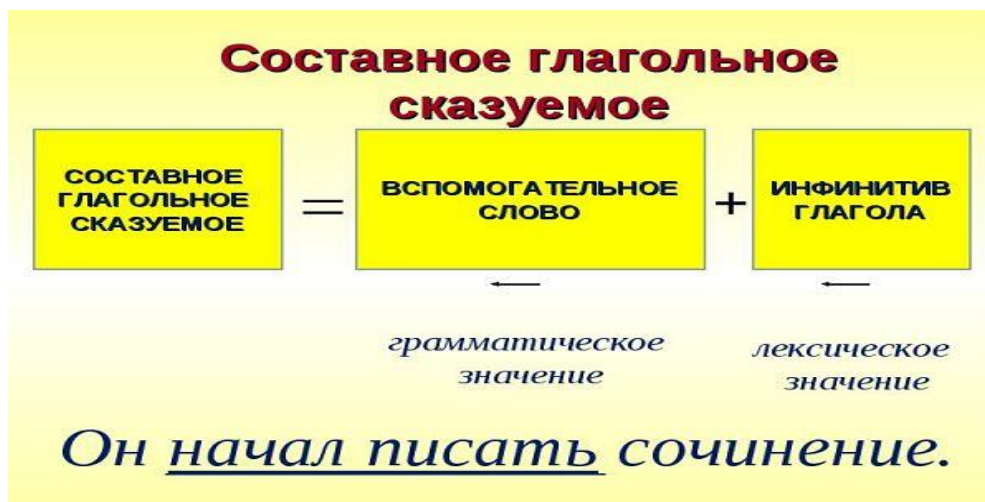 Составное глагольное
сказуемое
СОСТАВНОЕ
ГЛАГОЛЬНОЕ
СКАЗУЕМОЕ
=
ВСПОМОГАТЕЛЬНОЕ
СЛОВО
+
ИНФИНИТИВ
ГЛАГОЛА
грамматическое
значение
лексическое
значение
Он начал писать сочинение.